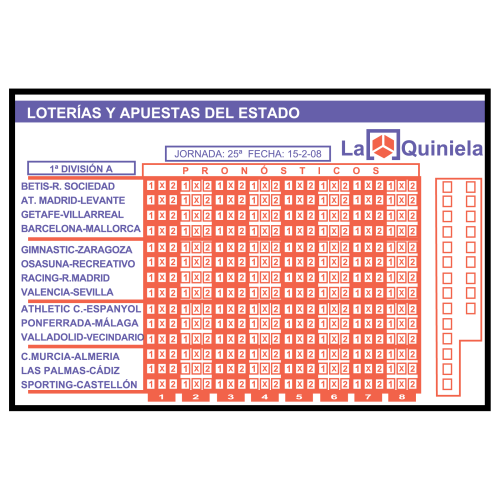 LOTERÍAS Y APUESTAS DEL ESTADO
La Quiniela
JORNADA: 25ª FECHA: 15-2-08
1ª DIVISIÓN A
PRONÓSTICOS
BETIS-R. SOCIEDAD 1 X 2 1 X 2 1 X 2 1 X 2 1 X 2 1 X 2 1 X 2 1 X 2
AT. MADRID-LEVANTE 1 X 2 1 X 2 1 X 2 1 X 2 1 X 2 1 X 2 1 X 2 1 X 2
GETAFE-VILLARREAL 1 X 2 1 X 2 1 X 2 1 X 2 1 X 2 1 X 2 1 X 2 1 X 2
BARCELONA-MALLORCA 1 X 2 1 X 2 1 X 2 1 X 2 1 X 2 1 X 2 1 X 2 1 X 2
GIMNASTIC-ZARAGOZA 1 X 2 1 X 2 1 X 2 1 X 2 1 X 2 1 X 2 1 X 2 1 X 2
OSASUNA-RECREATIVO 1 X 2 1 X 2 1 X 2 1 X 2 1 X 2 1 X 2 1 X 2 1 X 2
RACING-R.MADRID 1 X 2 1 X 2 1 X 2 1 X 2 1 X 2 1 X 2 1 X 2 1 X 2
VALENCIA-SEVILLA 1 X 2 1 X 2 1 X 2 1 X 2 1 X 2 1 X 2 1 X 2 1 X 2
ATHLETIC C.-ESPANYOL 1 X 2 1 X 2 1 X 2 1 X 2 1 X 2 1 X 2 1 X 2 1 X 2
PONFERRADA-MÁLAGA 1 X 2 1 X 2 1 X 2 1 X 2 1 X 2 1 X 2 1 X 2 1 X 2
VALLADOLID-VECINDARIO 1 X 2 1 X 2 1 X 2 1 X 2 1 X 2 1 X 2 1 X 2 1 X 2
C.MURCIA-ALMERIA 1 X 2 1 X 2 1 X 2 1 X 2 1 X 2 1 X 2 1 X 2 1 X 2
LAS PALMAS-CÁDIZ 1 X 2 1 X 2 1 X 2 1 X 2 1 X 2 1 X 2 1 X 2 1 X 2
SPORTING-CASTELLÓN 1 X 2 1 X 2 1 X 2 1 X 2 1 X 2 1 X 2 1 X 2 1 X 2
1 2 3 4 5 6 7 8